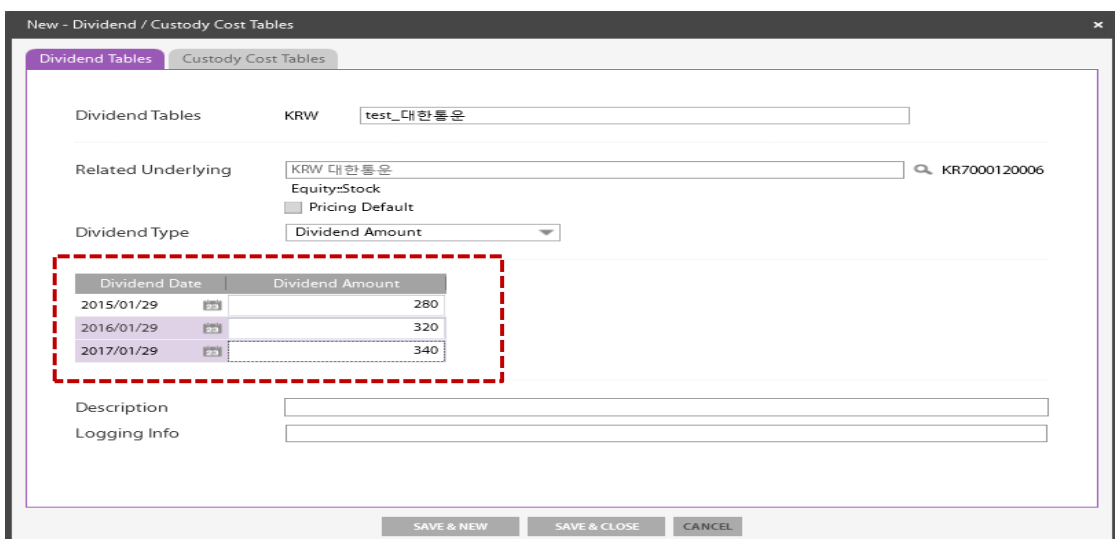 New - Dividend / Custody Cost Tables ×
Dividend Tables Custody Cost Tables
Dividend Tables KRW test_대한통운
Related Underlying KRW 대한통운 KR7000120006
Equity::Stock
Pricing Default
Dividend Type Dividend Amount
Dividend Date Dividend Amount
2015/01/29 23 280
2016/01/29 23 320
2017/01/29 23 340
Description
Logging Info
SAVE & NEW SAVE & CLOSE CANCEL